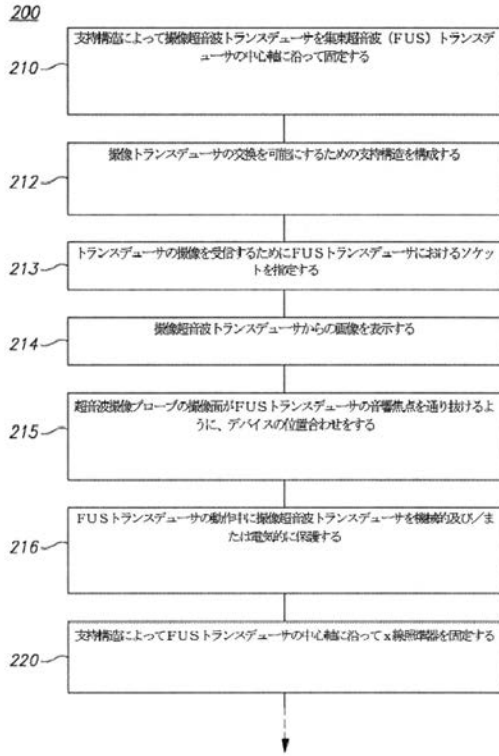 200
210
支持構造によって撮像超音波トランスデューサを集束超音波（ＦＵＳ）トランスデ
ューサの中心軸に沿って固定する
212
撮像トランスデューサの交換を可能にするための支持構造を構成する
213
トランスデューサの撮像を受信するためにＦＵＳトランスデューサにおけるソケッ
トを指定する
214
撮像超音波トランスデューサからの画像を表示する
215
超音波撮像プローブの撮像面がＦＵＳトランスデューサの音響焦点を通り抜けるよ
うに、デバイスの位置合わせをする
216
ＦＵＳトランスデューサの動作中に撮像超音波トランスデューサを機械的及び／ま
たは電気的に保護する
220
支持構造によってＦＵＳトランスデューサの中心軸に沿ってｘ線照準器を固定する